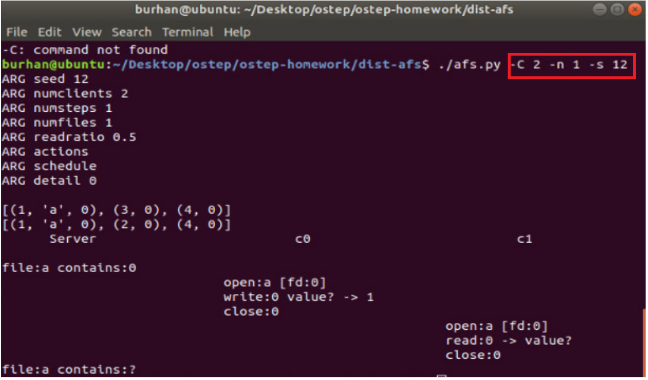 burhan@ubuntu: ~/Desktop/ostep/ostep-homework/dist-afs
File Edit View Search Terminal Help
-C: command not found
burhan@ubuntu:~/Desktop/ostep/ostep-homework/dist-afs$ ./afs.py -C 2 -n 1 -s 12
ARG seed 12
ARG numclients 2
ARG numsteps 1
ARG numfiles 1
ARG readratio 0.5
ARG actions
ARG schedule
ARG detail 0
[(1, 'a', 0), (3, 0), (4, 0)]
[(1, 'a', 0), (2, 0), (4, 0)]
Server c0 c1
file:a contains:0
open:a [fd:0]
write:0 value? -> 1
close:0
open:a [fd:0]
read:0 -> value?
close:0
file:a contains:?